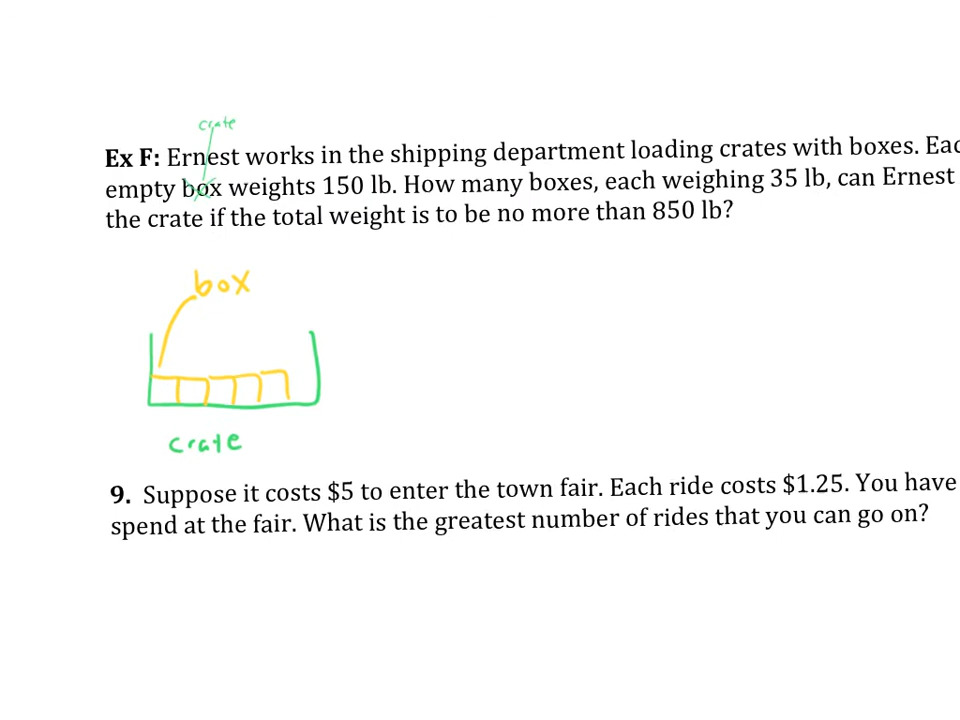 crate
Ex F: Ernest works in the shipping department loading crates with boxes.
empty box weights 150 lb. How many boxes, each weighing 35 lb, can Ernest
the crate if the total weight is to be no more than 850 lb?
box
crate
9. Suppose it costs $5 to enter the town fair. Each ride costs $1.25. You have
spend at the fair. What is the greatest number of rides that you can go on?